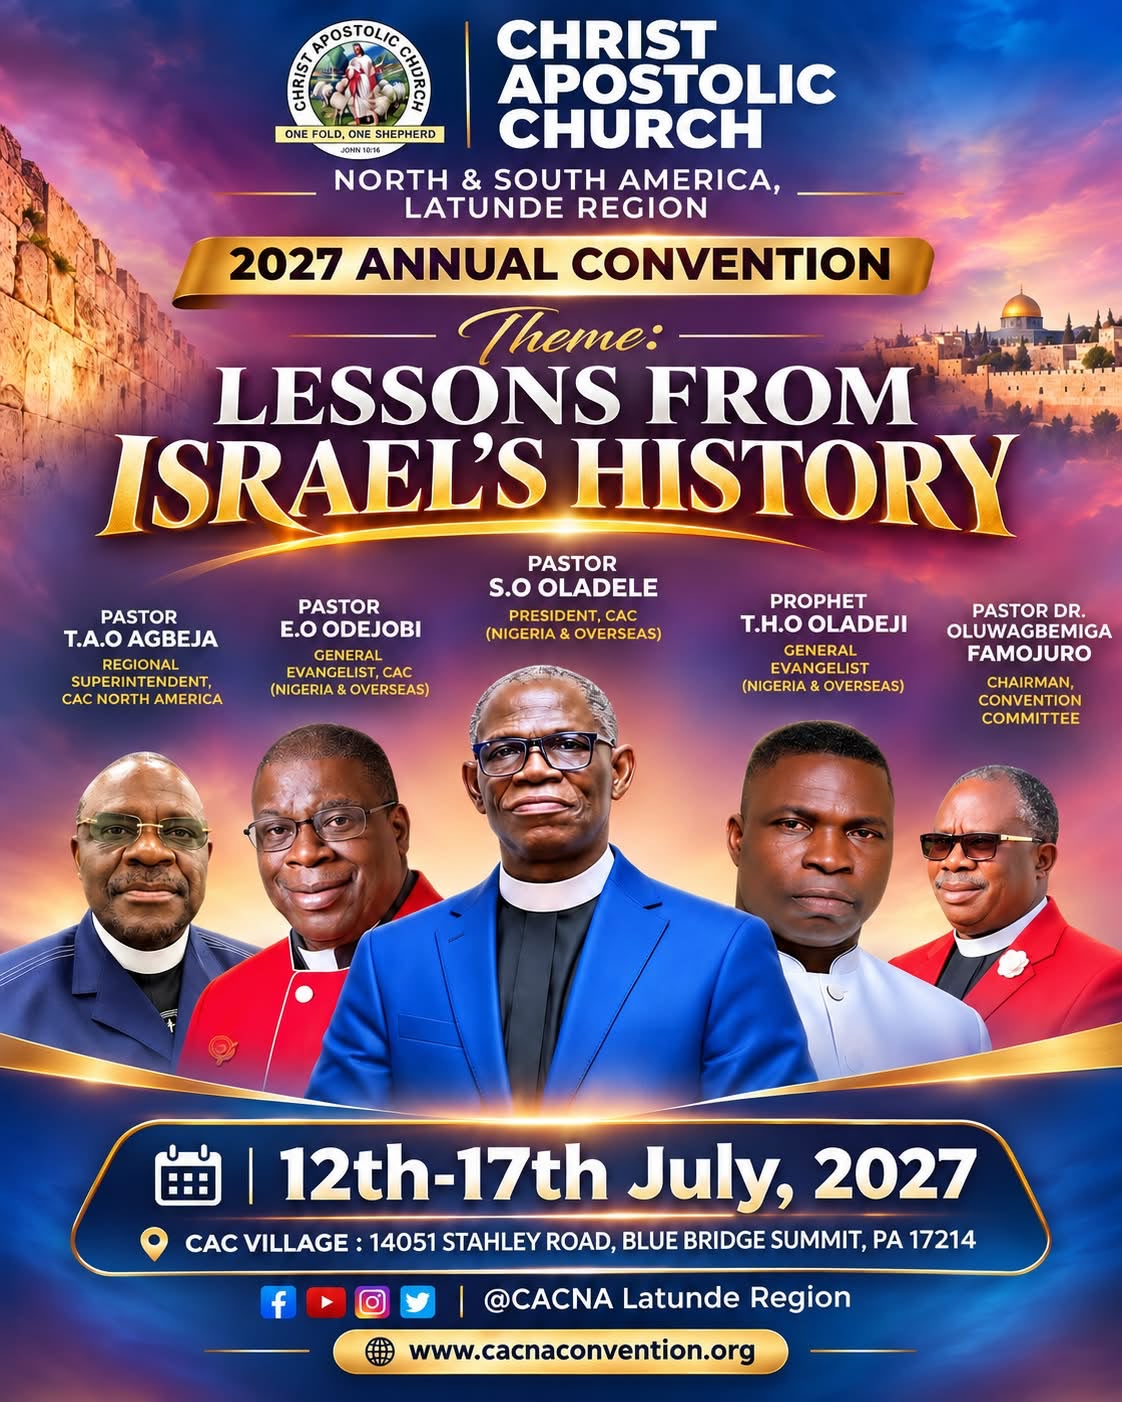 CHRIST APOSTOLIC CHURCH
ONE FOLD, ONE SHEPHERD
JOHN 10:16
CHRIST
APOSTOLIC
CHURCH
NORTH & SOUTH AMERICA,
LATUNDE REGION
2027 ANNUAL CONVENTION
Theme:
LESSONS FROM
ISRAEL'S HISTORY
PASTOR
T.A.O AGBEJA
REGIONAL
SUPERINTENDENT,
CAC NORTH AMERICA
PASTOR
E.O ODEJOBI
GENERAL
EVANGELIST, CAC
(NIGERIA & OVERSEAS)
PASTOR
S.O OLADELE
PRESIDENT, CAC
(NIGERIA & OVERSEAS)
PROPHET
T.H.O OLADEJI
GENERAL
EVANGELIST
(NIGERIA & OVERSEAS)
PASTOR DR.
OLUWAGBEMIGA
FAMOJURO
CHAIRMAN,
CONVENTION
COMMITTEE
12th-17th July, 2027
CAC VILLAGE : 14051 STAHLEY ROAD, BLUE BRIDGE SUMMIT, PA 17214
@CACNA Latunde Region
www.cacnaconvention.org